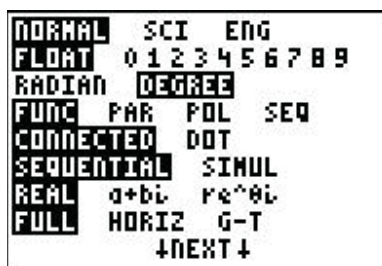 NORMAL SCI ENG
FLOAT 0 1 2 3 4 5 6 7 8 9
RADIAN DEGREE
FUNC PAR POL SEQ
CONNECTED DOT
SEQUENTIAL SIMUL
REAL a+bi re^θi
FULL HORIZ G-T
↓NEXT↓